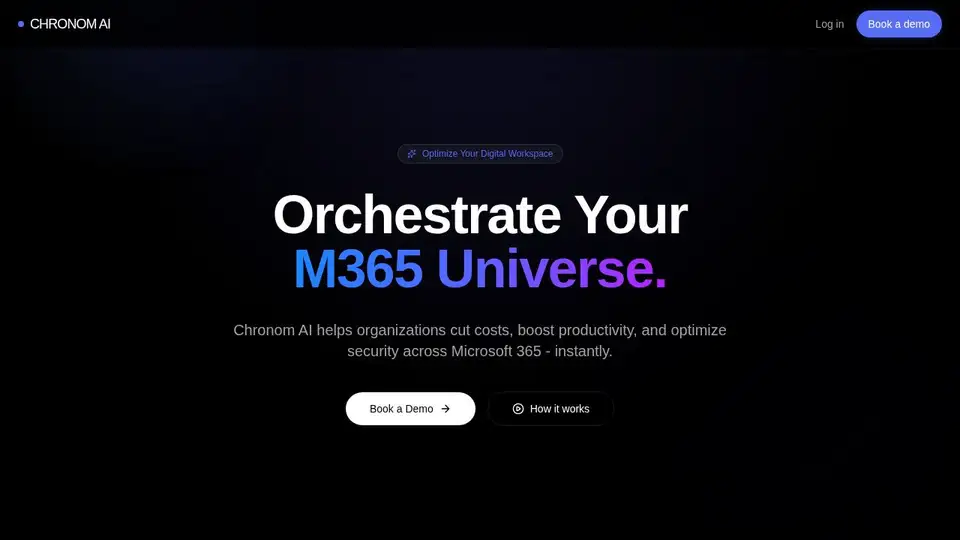 CHRONOM AI
Log in
Book a demo
Optimize Your Digital Workspace
Orchestrate Your
M365 Universe.
Chronom AI helps organizations cut costs, boost productivity, and optimize
security across Microsoft 365 - instantly.
Book a Demo
How it works